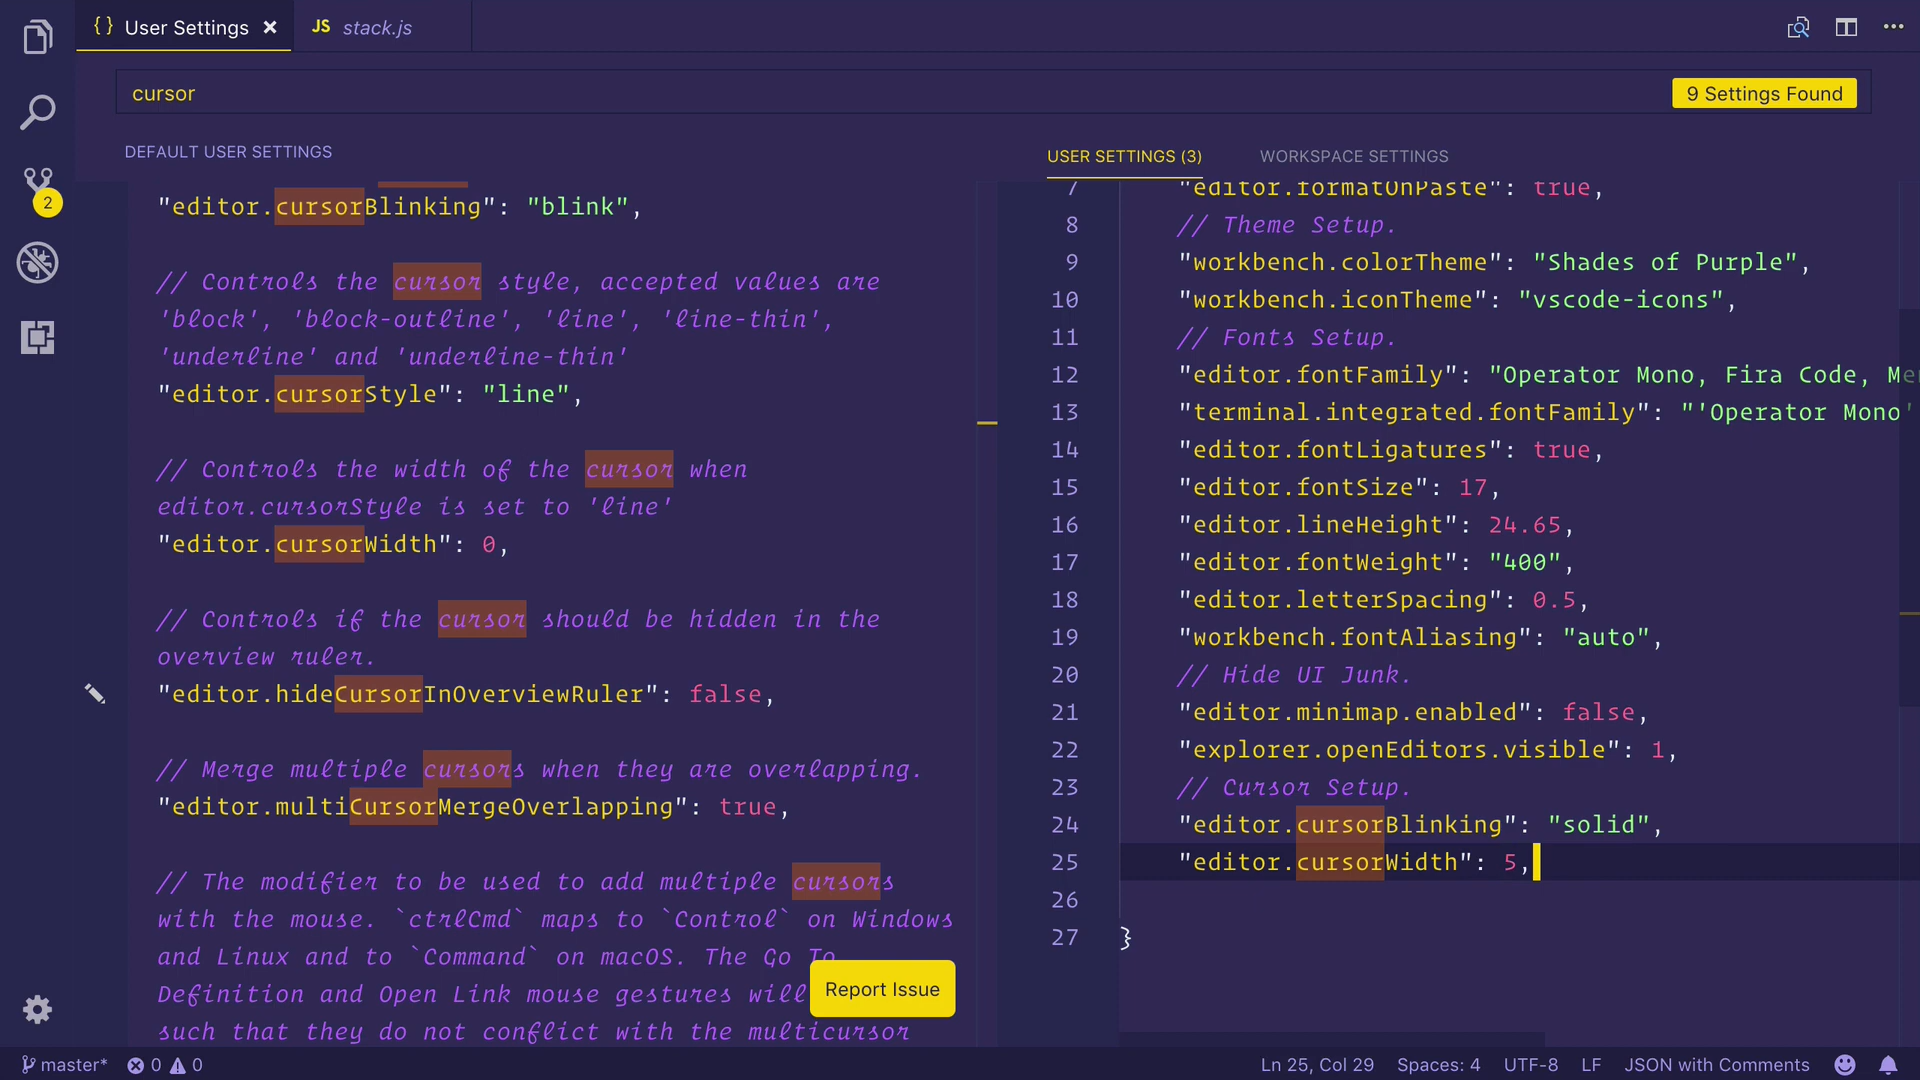 { } User Settings × JS stack.js
cursor
9 Settings Found
DEFAULT USER SETTINGS
"editor.cursorBlinking": "blink",
// Controls the cursor style, accepted values are
'block', 'block-outline', 'line', 'line-thin',
'underline' and 'underline-thin'
"editor.cursorStyle": "line",
// Controls the width of the cursor when
editor.cursorStyle is set to 'line'
"editor.cursorWidth": 0,
// Controls if the cursor should be hidden in the
overview ruler.
"editor.hideCursorInOverviewRuler": false,
// Merge multiple cursors when they are overlapping.
"editor.multiCursorMergeOverlapping": true,
// The modifier to be used to add multiple cursors
with the mouse. `ctrlCmd` maps to `Control` on Windows
and Linux and to `Command` on macOS. The Go To
Definition and Open Link mouse gestures will
such that they do not conflict with the multicursor
Report Issue
USER SETTINGS (3) WORKSPACE SETTINGS
7 "editor.formatOnPaste": true,
8 // Theme Setup.
9 "workbench.colorTheme": "Shades of Purple",
10 "workbench.iconTheme": "vscode-icons",
11 // Fonts Setup.
12 "editor.fontFamily": "Operator Mono, Fira Code, Me
13 "terminal.integrated.fontFamily": "'Operator Mono'
14 "editor.fontLigatures": true,
15 "editor.fontSize": 17,
16 "editor.lineHeight": 24.65,
17 "editor.fontWeight": "400",
18 "editor.letterSpacing": 0.5,
19 "workbench.fontAliasing": "auto",
20 // Hide UI Junk.
21 "editor.minimap.enabled": false,
22 "explorer.openEditors.visible": 1,
23 // Cursor Setup.
24 "editor.cursorBlinking": "solid",
25 "editor.cursorWidth": 5,
26
27 }
2
master* 0 0
Ln 25, Col 29 Spaces: 4 UTF-8 LF JSON with Comments